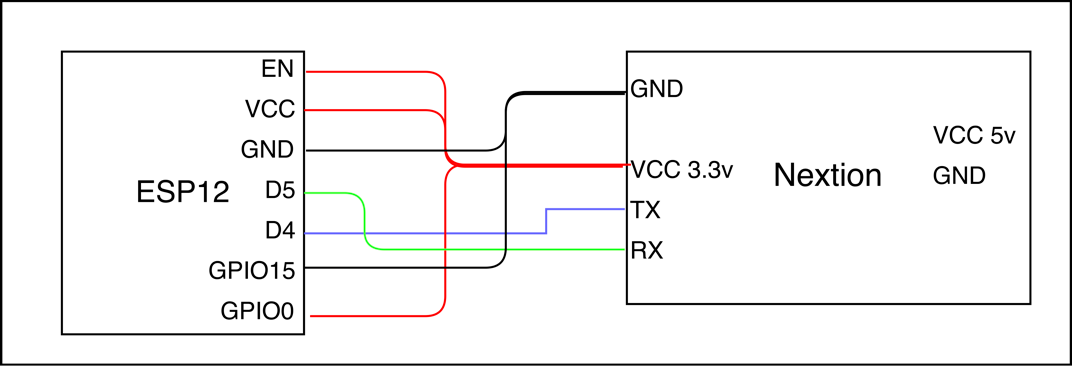 EN
VCC
GND
D5
D4
GPIO15
GPIO0
ESP12
GND
VCC 3.3v
TX
RX
Nextion
VCC 5v
GND